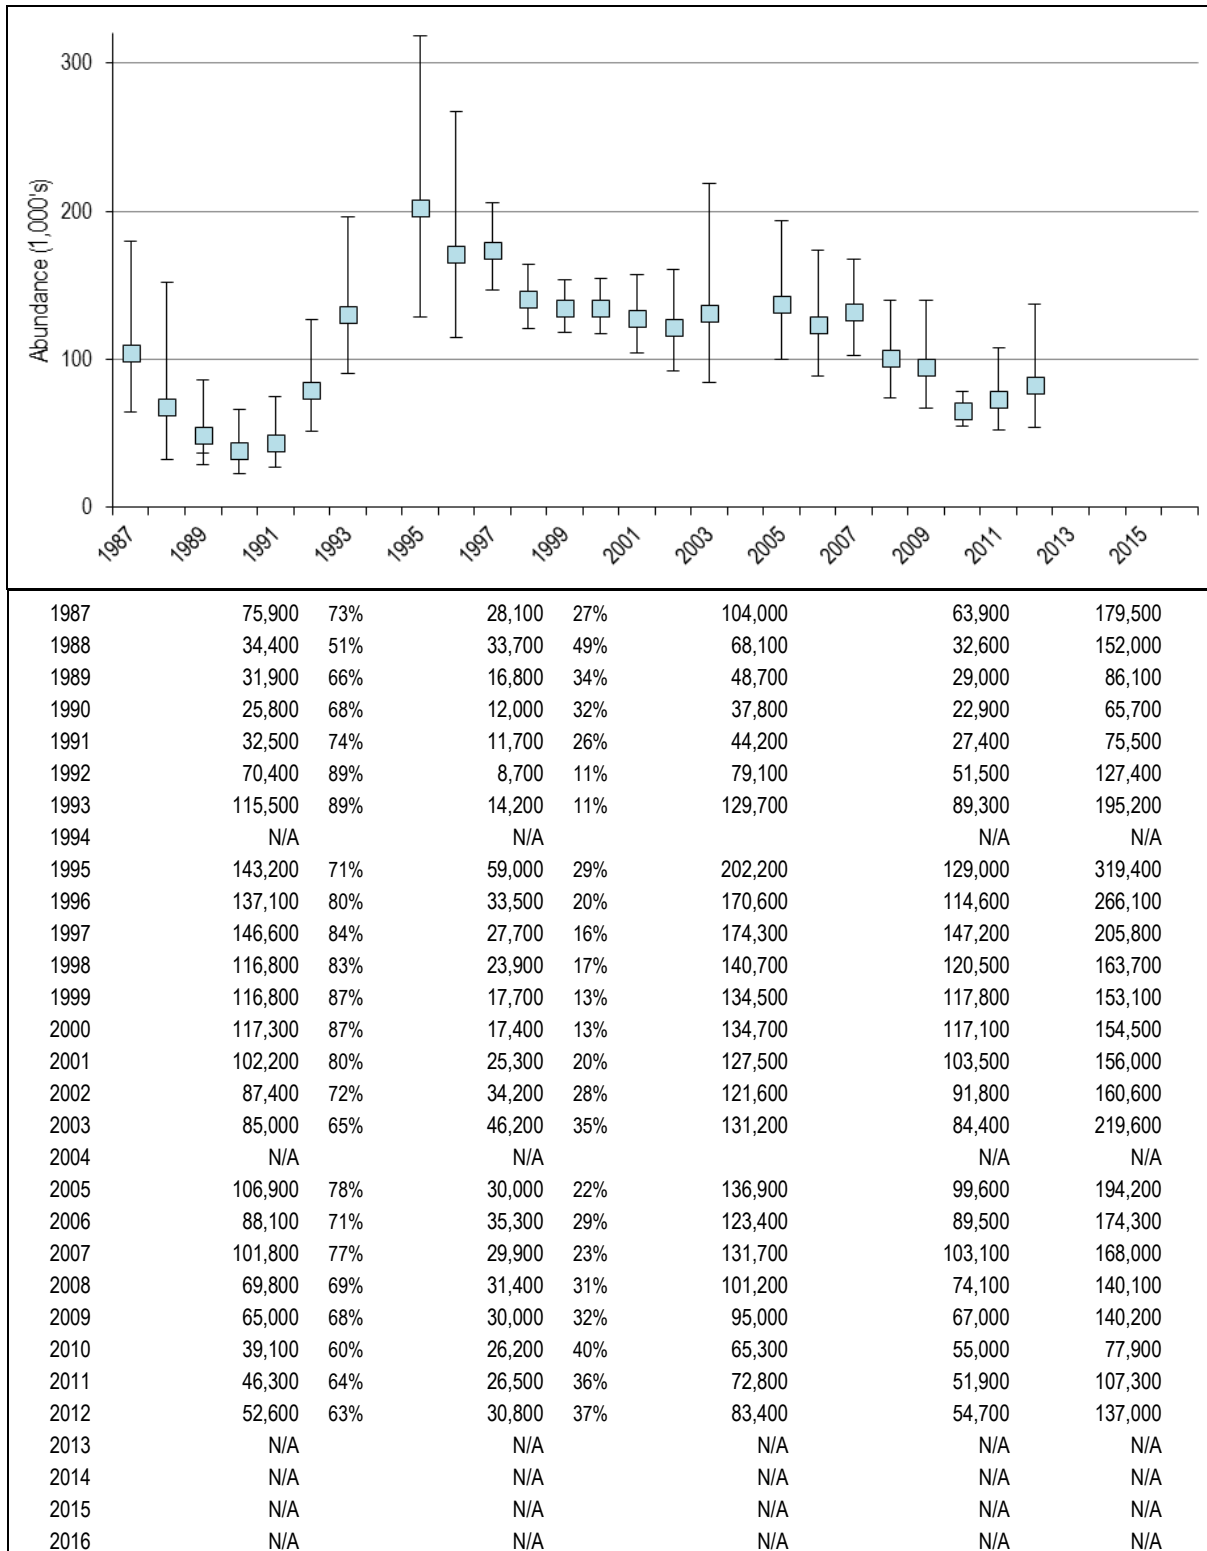 300
200
100
0
Abundance (1,000's)
1987 1989 1991 1993 1995 1997 1999 2001 2003 2005 2007 2009 2011 2013 2015
1987 75,900 73% 28,100 27% 104,000 63,900 179,500
1988 34,400 51% 33,700 49% 68,100 32,600 152,000
1989 31,900 66% 16,800 34% 48,700 29,000 86,100
1990 25,800 68% 12,000 32% 37,800 22,900 65,700
1991 32,500 74% 11,700 26% 44,200 27,400 75,500
1992 70,400 89% 8,700 11% 79,100 51,500 127,400
1993 115,500 89% 14,200 11% 129,700 89,300 195,200
1994 N/A N/A N/A N/A
1995 143,200 71% 59,000 29% 202,200 129,000 319,400
1996 137,100 80% 33,500 20% 170,600 114,600 266,100
1997 146,600 84% 27,700 16% 174,300 147,200 205,800
1998 116,800 83% 23,900 17% 140,700 120,500 163,700
1999 116,800 87% 17,700 13% 134,500 117,800 153,100
2000 117,300 87% 17,400 13% 134,700 117,100 154,500
2001 102,200 80% 25,300 20% 127,500 103,500 156,000
2002 87,400 72% 34,200 28% 121,600 91,800 160,600
2003 85,000 65% 46,200 35% 131,200 84,400 219,600
2004 N/A N/A N/A N/A
2005 106,900 78% 30,000 22% 136,900 99,600 194,200
2006 88,100 71% 35,300 29% 123,400 89,500 174,300
2007 101,800 77% 29,900 23% 131,700 103,100 168,000
2008 69,800 69% 31,400 31% 101,200 74,100 140,100
2009 65,000 68% 30,000 32% 95,000 67,000 140,200
2010 39,100 60% 26,200 40% 65,300 55,000 77,900
2011 46,300 64% 26,500 36% 72,800 51,900 107,300
2012 52,600 63% 30,800 37% 83,400 54,700 137,000
2013 N/A N/A N/A N/A N/A
2014 N/A N/A N/A N/A N/A
2015 N/A N/A N/A N/A N/A
2016 N/A N/A N/A N/A N/A